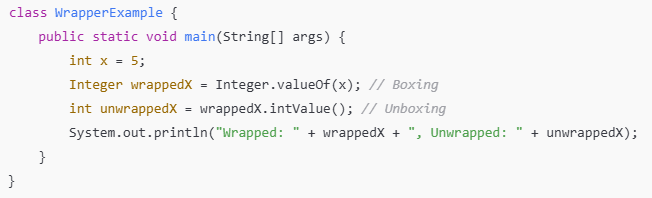 class WrapperExample {
    public static void main(String[] args) {
        int x = 5;
        Integer wrappedX = Integer.valueOf(x); // Boxing
        int unwrappedX = wrappedX.intValue(); // Unboxing
        System.out.println("Wrapped: " + wrappedX + ", Unwrapped: " + unwrappedX);
    }
}